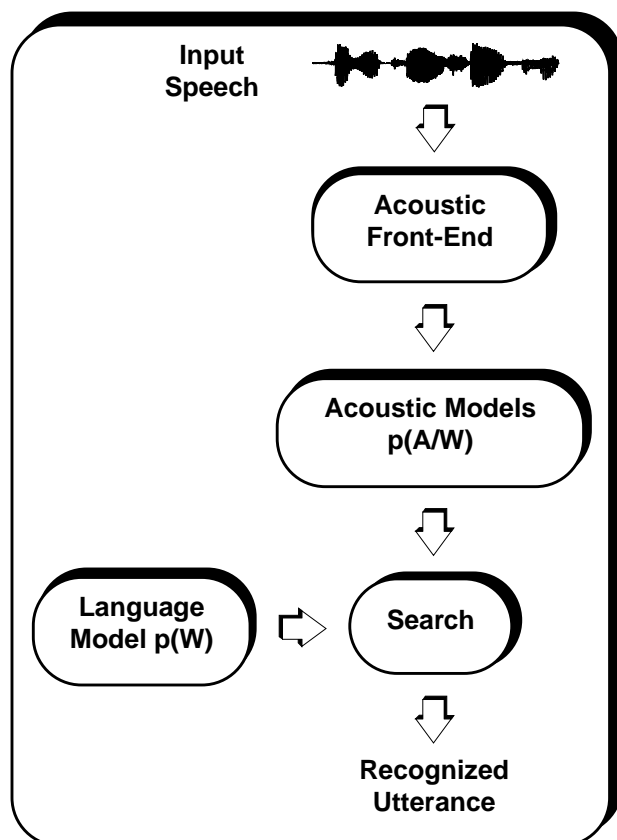 Input
Speech
Acoustic
Front-End
Acoustic Models
p(A/W)
Language
Model p(W)
Search
Recognized
Utterance